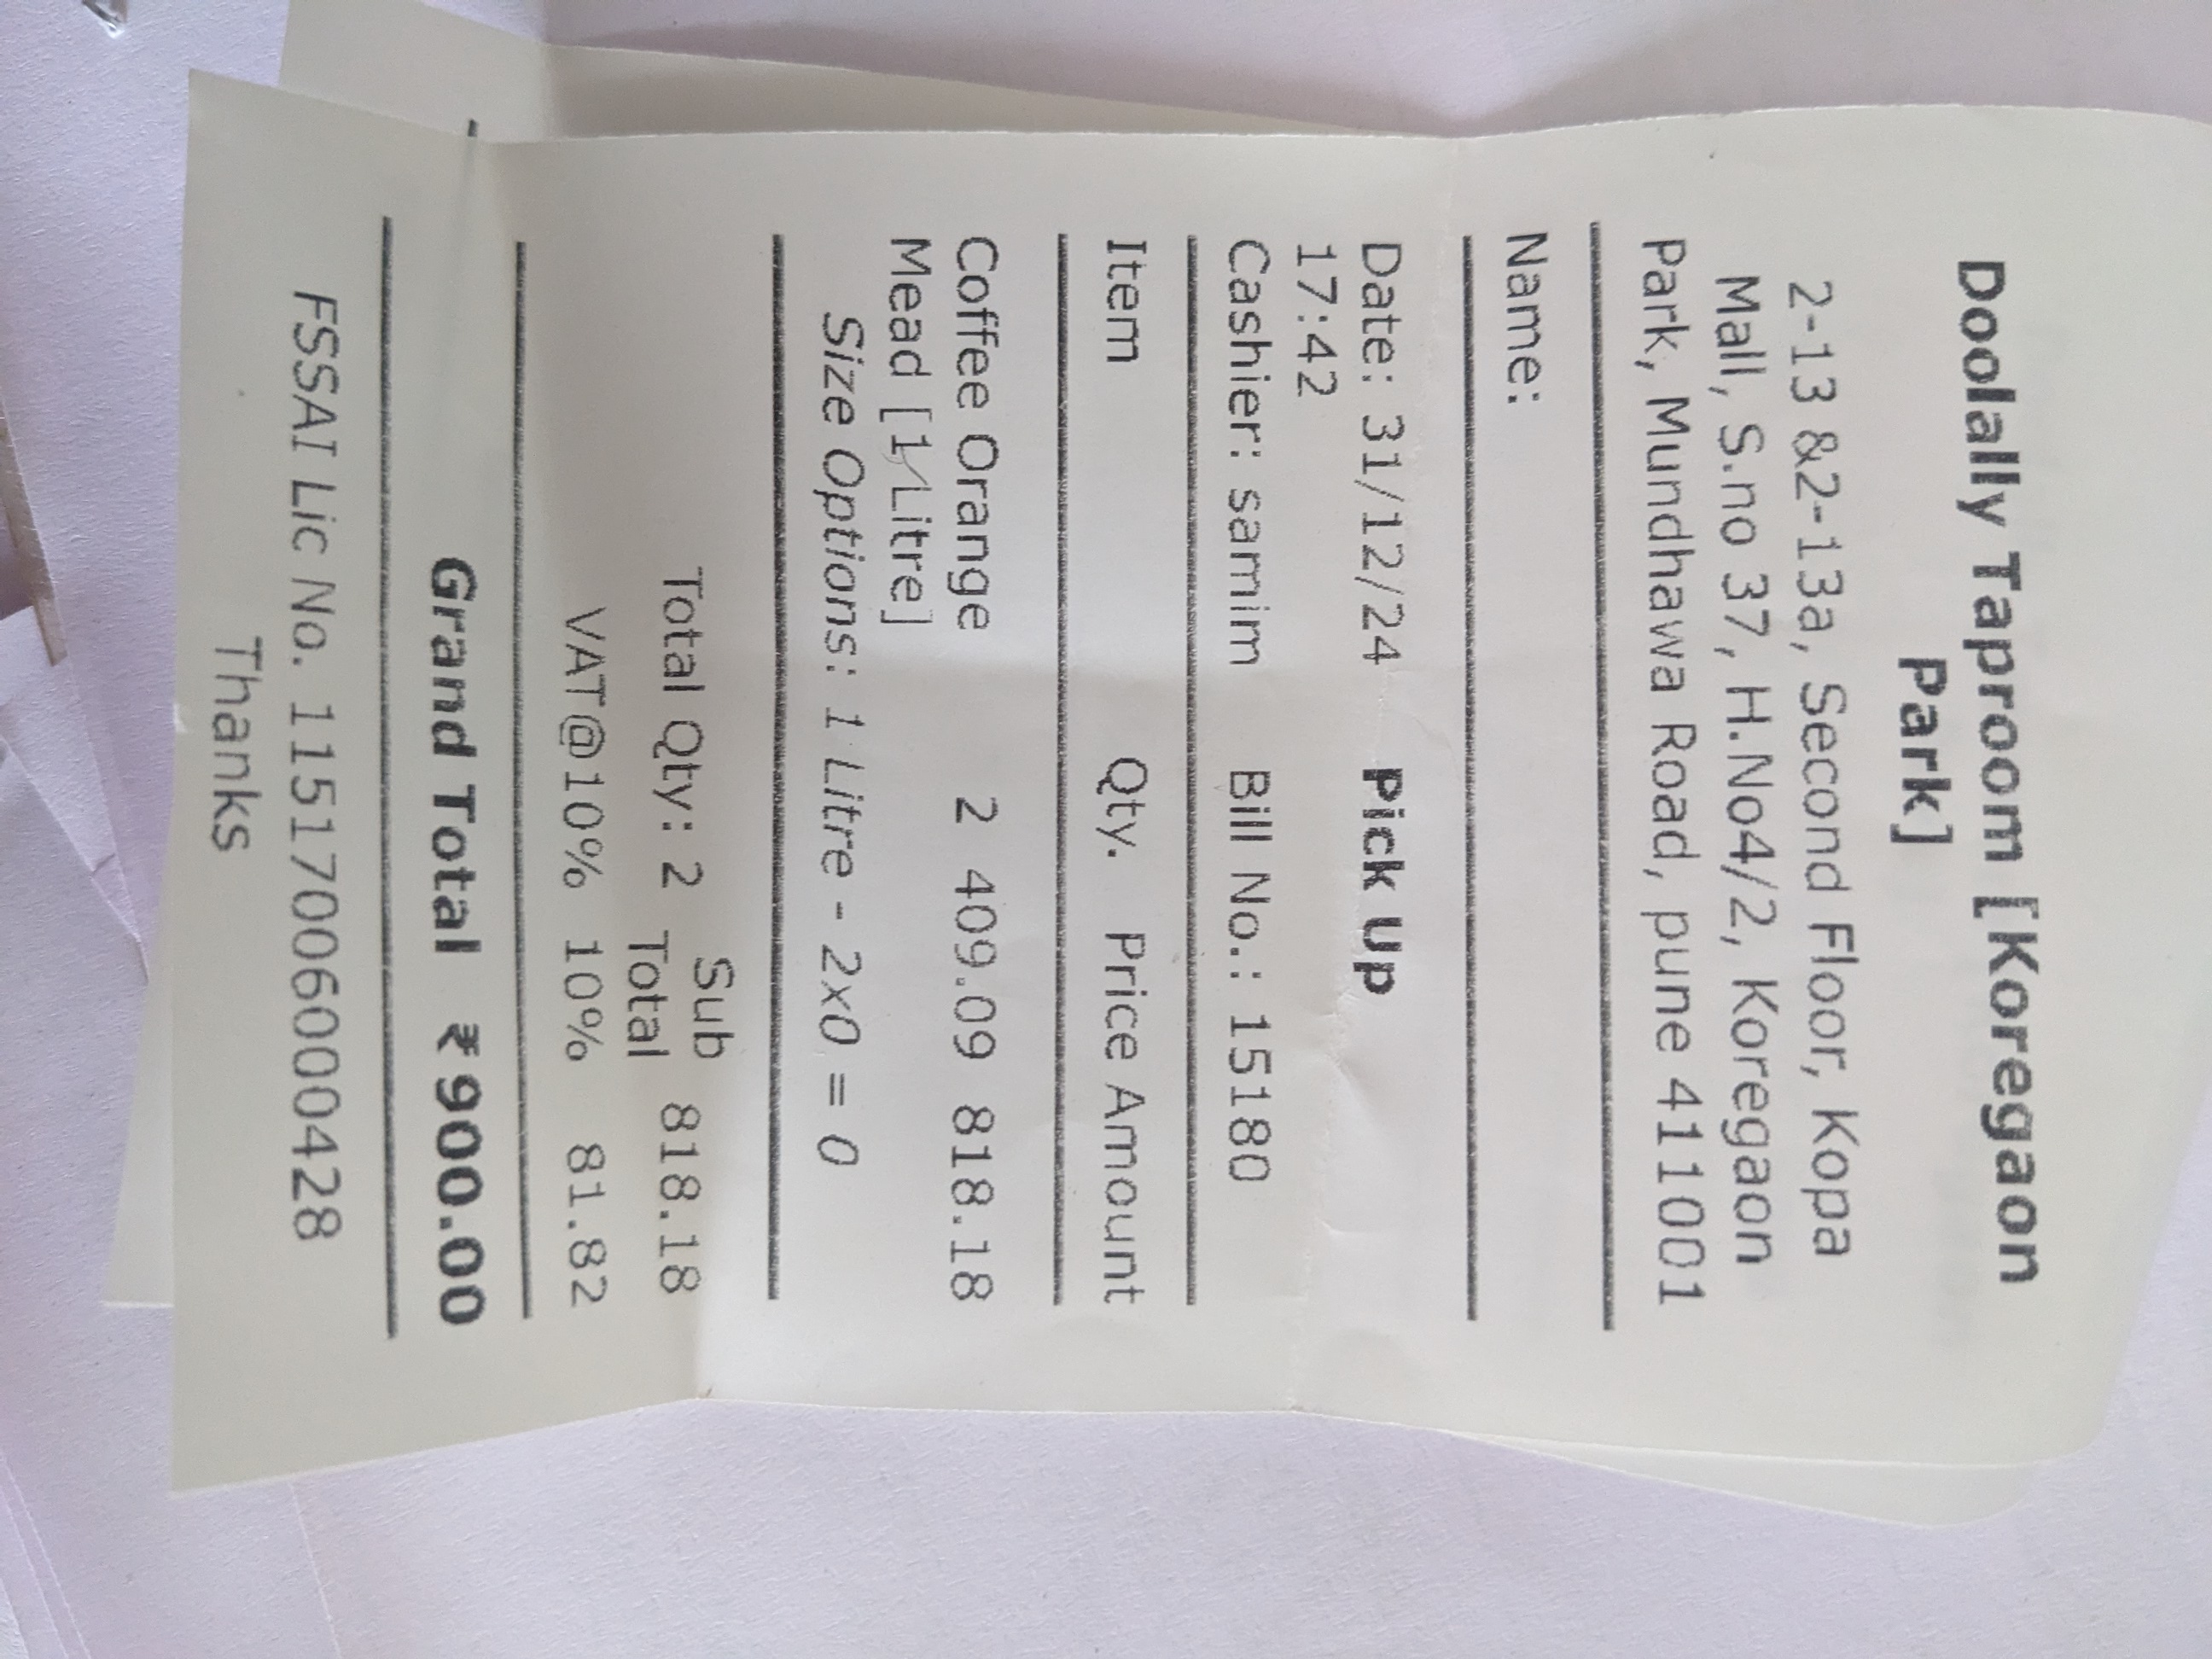 Doolally Taproom [Koregaon
Park]
2-13 &2-13a, Second Floor, Kopa
Mall, S.no 37, H.No4/2, Koregaon
Park, Mundhawa Road, pune 411001
Name:
Date: 31/12/24 Pick Up
17:42
Cashier: samim Bill No.: 15180
Item Qty. Price Amount
Coffee Orange 2 409.09 818.18
Mead [1 Litre]
Size Options: 1 Litre - 2x0 = 0
Total Qty: 2 Sub Total 818.18
VAT@10% 10% 81.82
Grand Total ₹ 900.00
FSSAI Lic No. 11517006000428
Thanks